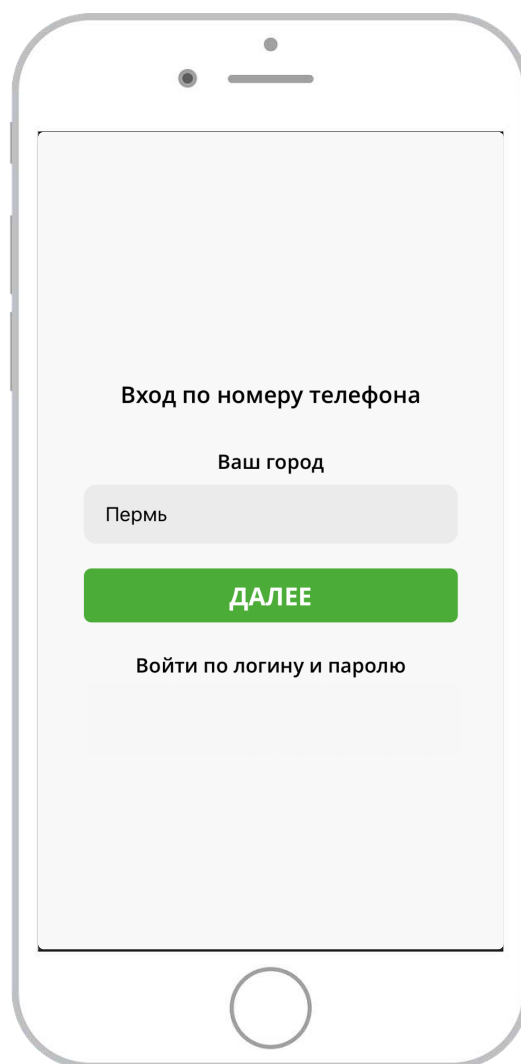 Вход по номеру телефона
Ваш город
Пермь
ДАЛЕЕ
Войти по логину и паролю